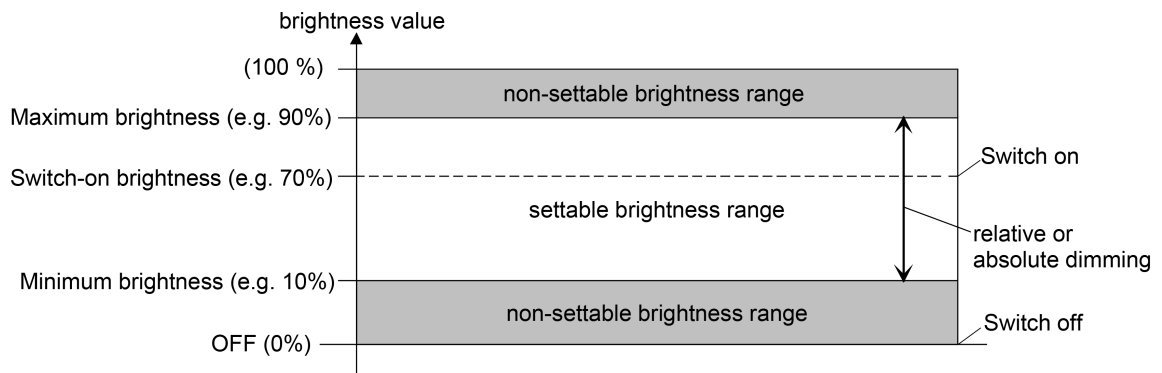 brightness value
(100 %)
non-settable brightness range
Maximum brightness (e.g. 90%)
Switch on
Switch-on brightness (e.g. 70%)
settable brightness range
relative or
absolute dimming
Minimum brightness (e.g. 10%)
non-settable brightness range
Switch off
OFF (0%)